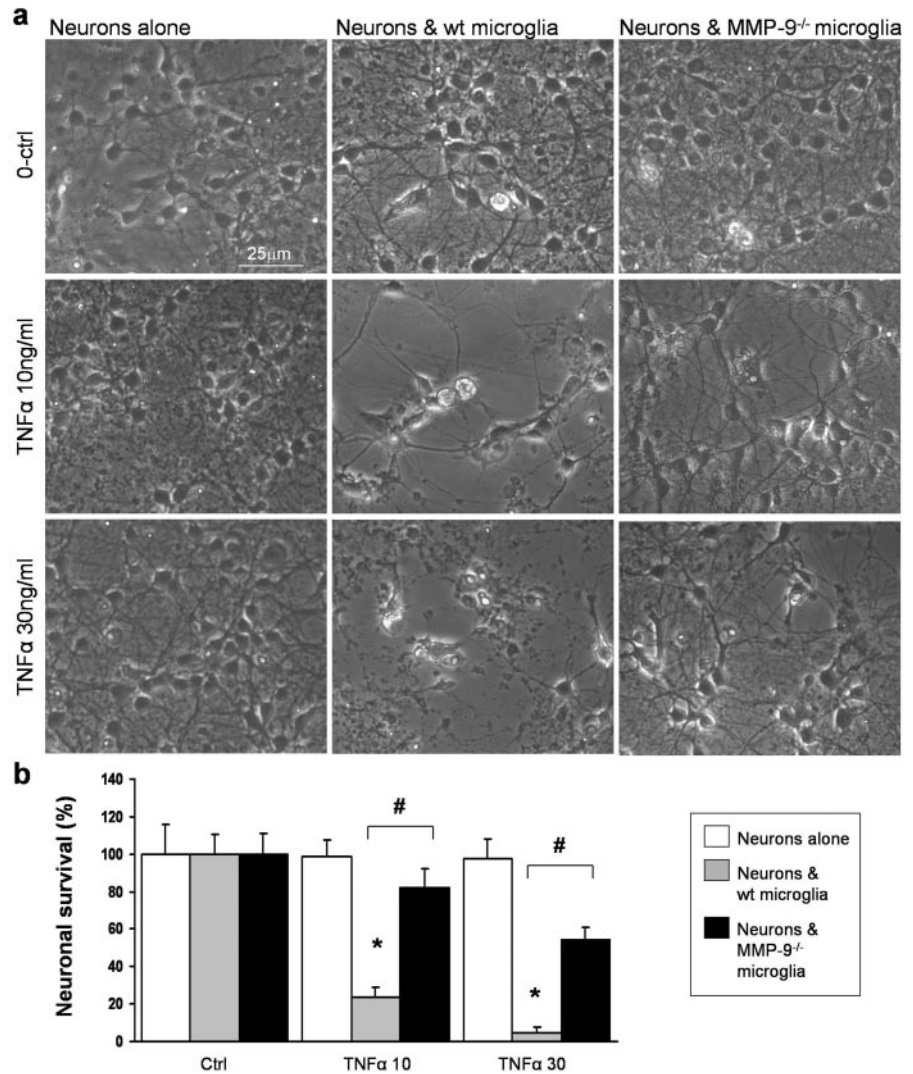 a
Neurons alone
Neurons & wt microglia
Neurons & MMP-9-/- microglia
0-ctrl
25μm
TNFα 10ng/ml
TNFα 30ng/ml
b
Neuronal survival (%)
140
120
100
80
60
40
20
0
#
#
*
*
Ctrl
TNFα 10
TNFα 30
Neurons alone
Neurons &
wt microglia
Neurons &
MMP-9-/-
microglia